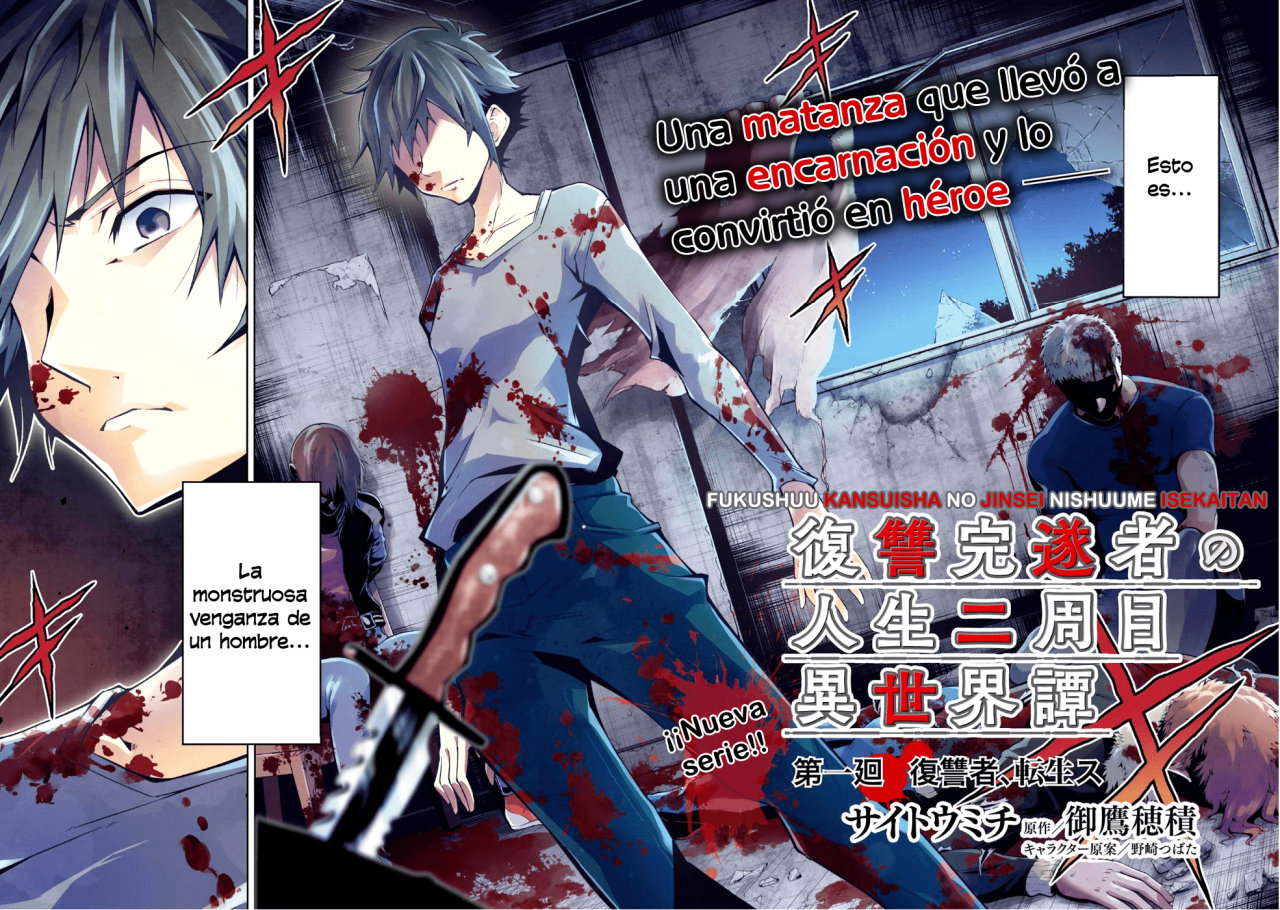 Esto
es...
Una matanza que llevó a
una encarnación y lo
convirtió en héroe
La
monstruosa
venganza de
un hombre...
FUKUSHUU KANSUISHA NO JINSEI NISHUUME ISEKAITAN
復讐完遂者の
人生二周目
異世界譚
¡¡Nueva
serie!!
第一廻 復讐者、転生ス
サイトウミチ 原作/御鷹穂積
キャラクター原案/野崎つばた